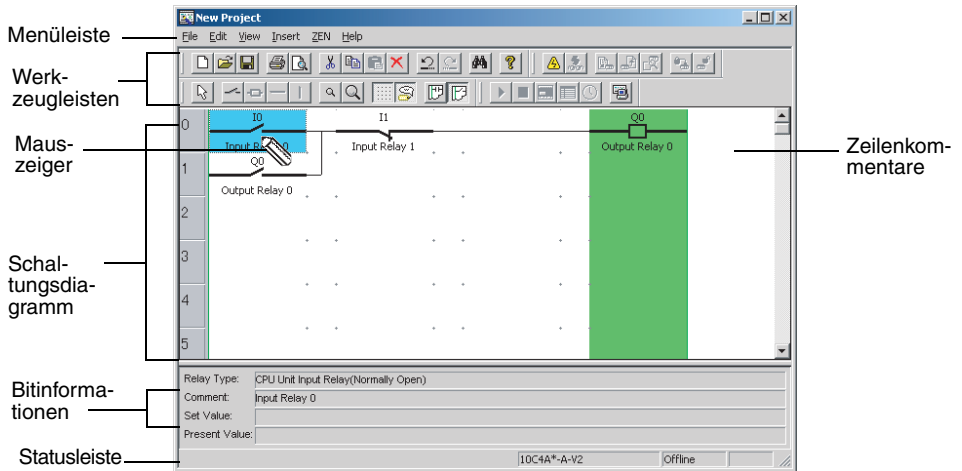 New Project
File Edit View Insert ZEN Help
Menüleiste
Werk-
zeugleisten
Maus-
zeiger
Schal-
tungsdia-
gramm
Bitinforma-
tionen
Statusleiste
0
I0
I1
Q0
Input Relay 1
Output Relay 0
1
Q0
Output Relay 0
2
3
4
5
Zeilenkom-
mentare
Relay Type: CPU Unit Input Relay(Normally Open)
Comment: Input Relay 0
Set Value:
Present Value:
10C4A*-A-V2 Offline